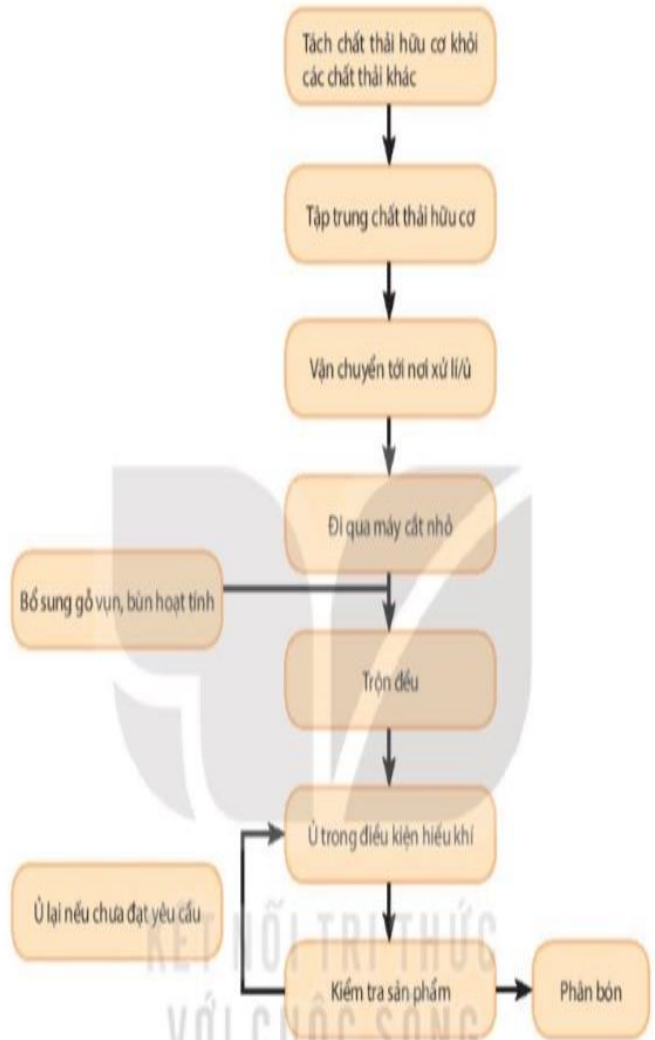 Tách chất thải hữu cơ khỏi
các chất thải khác
Tập trung chất thải hữu cơ
Vận chuyển tới nơi xử lí/ủ
Đi qua máy cắt nhỏ
Bổ sung gỗ vụn, bùn hoạt tính
Trộn đều
Ủ trong điều kiện hiếu khí
Ủ lại nếu chưa đạt yêu cầu
KẾT NỐI TRI THỨC
Kiểm tra sản phẩm
Phân bón
VỚI CUỘC SỐNG